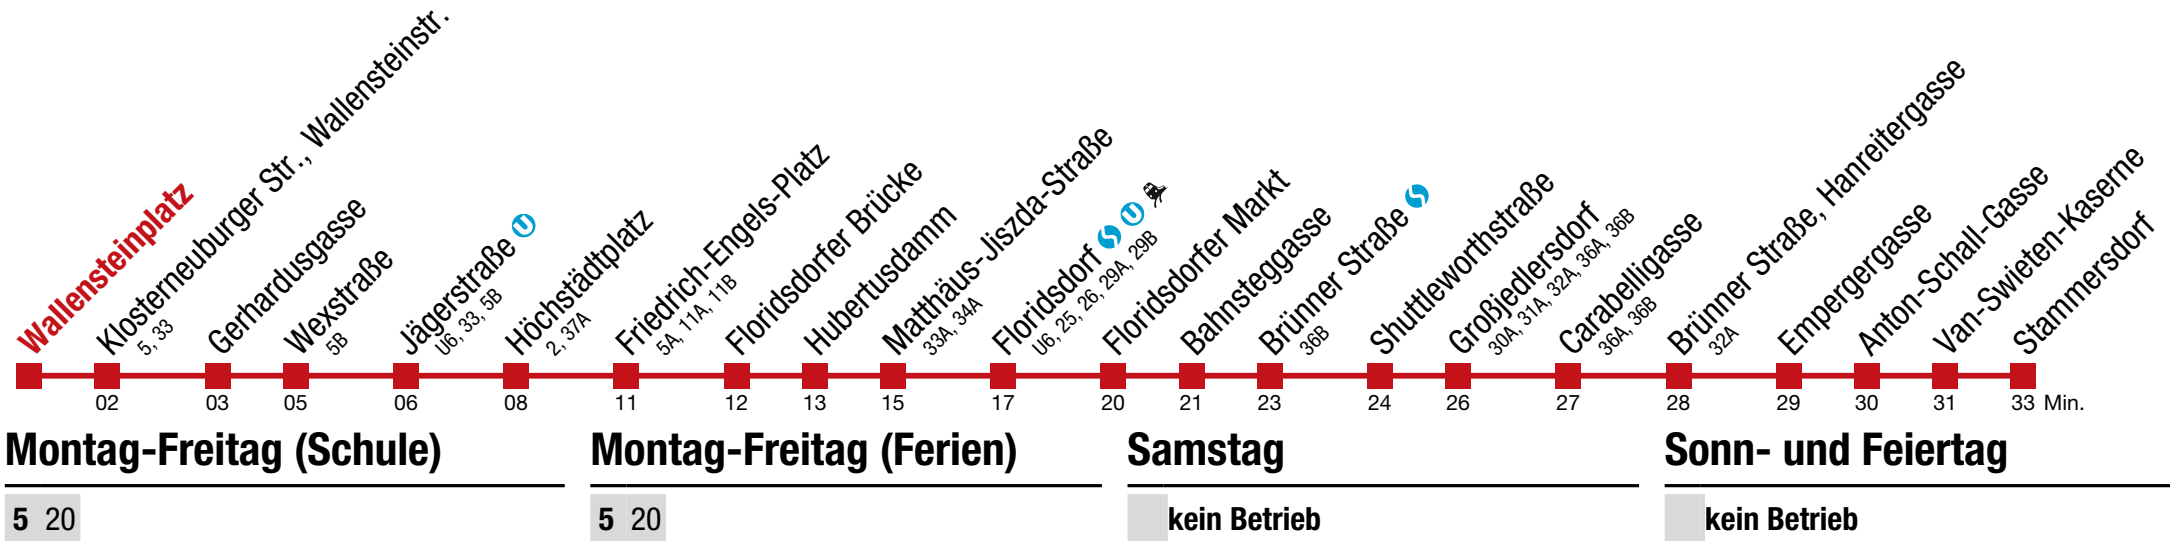 Wallensteinplatz
Klosterneuburger Str., Wallensteinstr.
5, 33
Gerhardusgasse
Wexstraße
5B
Jägerstraße
U6, 33, 5B
Höchstädtplatz
2, 37A
Friedrich-Engels-Platz
5A, 11A, 11B
Floridsdorfer Brücke
Hubertusdamm
Matthäus-Jiszda-Straße
33A, 34A
Floridsdorf
U6, 25, 26, 29A, 29B
Floridsdorfer Markt
Bahnsteggasse
Brünner Straße
36B
Shuttleworthstraße
Großjedlersdorf
30A, 31A, 32A, 36A, 36B
Carabelligasse
36A, 36B
Brünner Straße, Hanreitergasse
32A
Empergergasse
Anton-Schall-Gasse
Van-Swieten-Kaserne
Stammersdorf
02 03 05 06 08 11 12 13 15 17 20 21 23 24 26 27 28 29 30 31 33 Min.
Montag-Freitag (Schule)
5 20
Montag-Freitag (Ferien)
5 20
Samstag
kein Betrieb
Sonn- und Feiertag
kein Betrieb